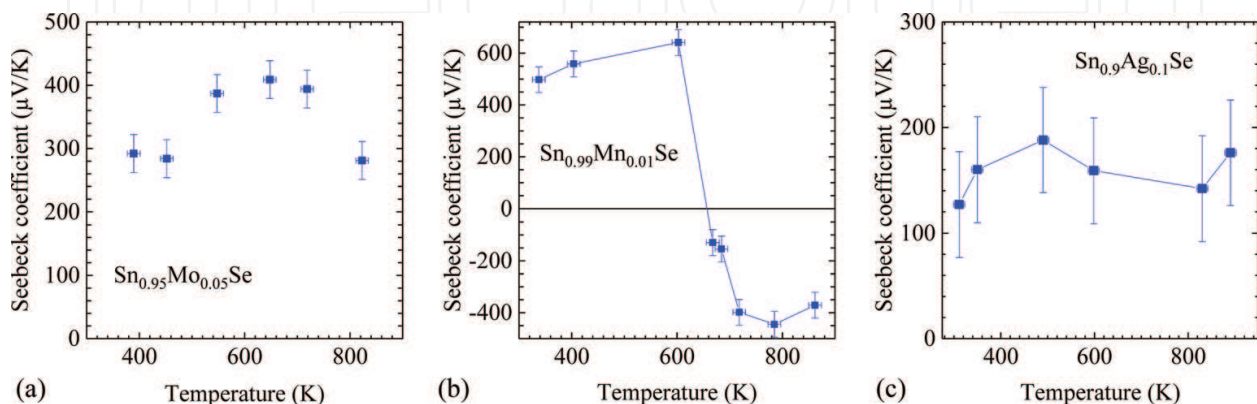 500
400
300
200
100
0
Seebeck coefficient (µV/K)
Sn0.95Mo0.05Se
400
600
800
(a)
Temperature (K)
600
400
200
0
-200
-400
Seebeck coefficient (µV/K)
Sn0.99Mn0.01Se
400
600
800
(b)
Temperature (K)
300
200
100
0
Seebeck coefficient (µV/K)
Sn0.9Ag0.1Se
400
600
800
(c)
Temperature (K)